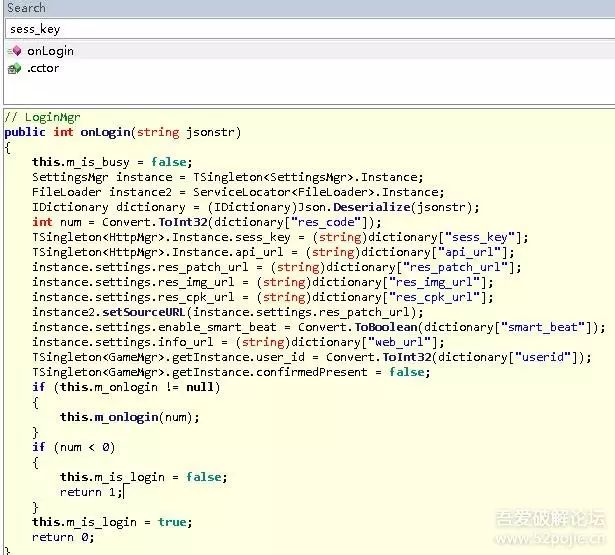 Search
sess_key
onLogin
.cctor
// LoginMgr
public int onLogin(string jsonstr)
{
    this.m_is_busy = false;
    SettingsMgr instance = TSingleton<SettingsMgr>.Instance;
    FileLoader instance2 = ServiceLocator<FileLoader>.Instance;
    IDictionary dictionary = (IDictionary)Json.Deserialize(jsonstr);
    int num = Convert.ToInt32(dictionary["res_code"]);
    TSingleton<HttpMgr>.Instance.sess_key = (string)dictionary["sess_key"];
    TSingleton<HttpMgr>.Instance.api_url = (string)dictionary["api_url"];
    instance.settings.res_patch_url = (string)dictionary["res_patch_url"];
    instance.settings.res_img_url = (string)dictionary["res_img_url"];
    instance.settings.res_cpk_url = (string)dictionary["res_cpk_url"];
    instance2.setSourceURL(instance.settings.res_patch_url);
    instance.settings.enable_smart_beat = Convert.ToBoolean(dictionary["smart_beat"]);
    instance.settings.info_url = (string)dictionary["web_url"];
    TSingleton<GameMgr>.getInstance.user_id = Convert.ToInt32(dictionary["userid"]);
    TSingleton<GameMgr>.getInstance.confirmedPresent = false;
    if (this.m_onlogin != null)
    {
        this.m_onlogin(num);
    }
    if (num < 0)
    {
        this.m_is_login = false;
        return 1;
    }
    this.m_is_login = true;
    return 0;
}
吾爱破解论坛
www.52pojie.cn